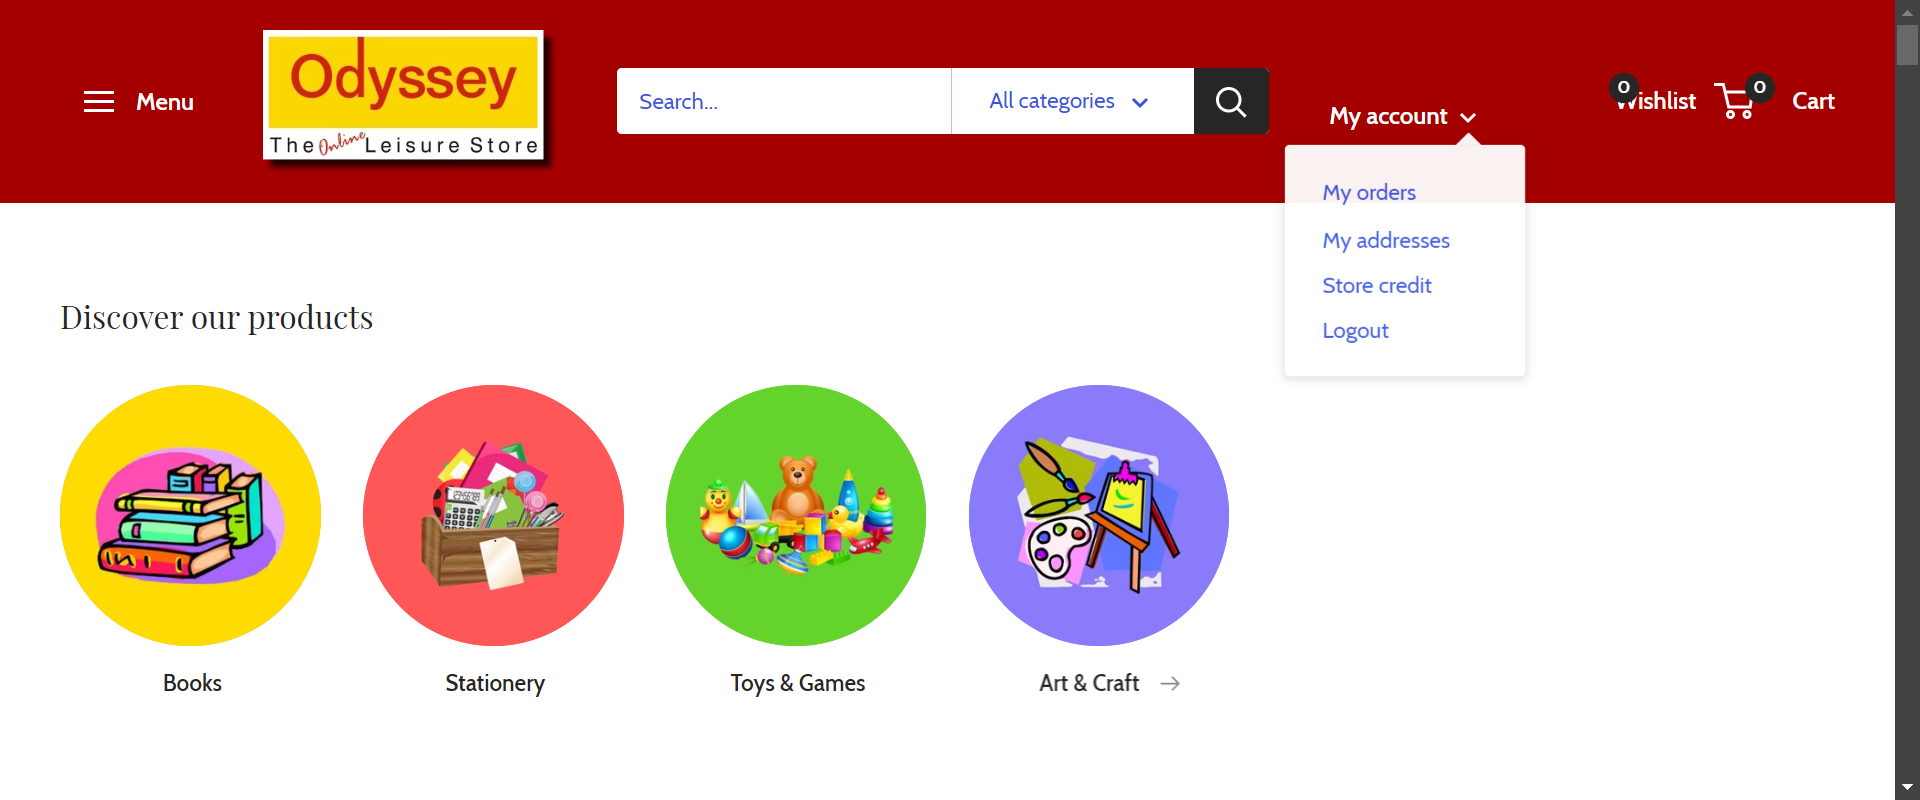 Menu
Odyssey
The Online Leisure Store
Search...
All categories
My account
0
Wishlist
0
Cart
My orders
My addresses
Store credit
Logout
Discover our products
Books
Stationery
Toys & Games
Art & Craft